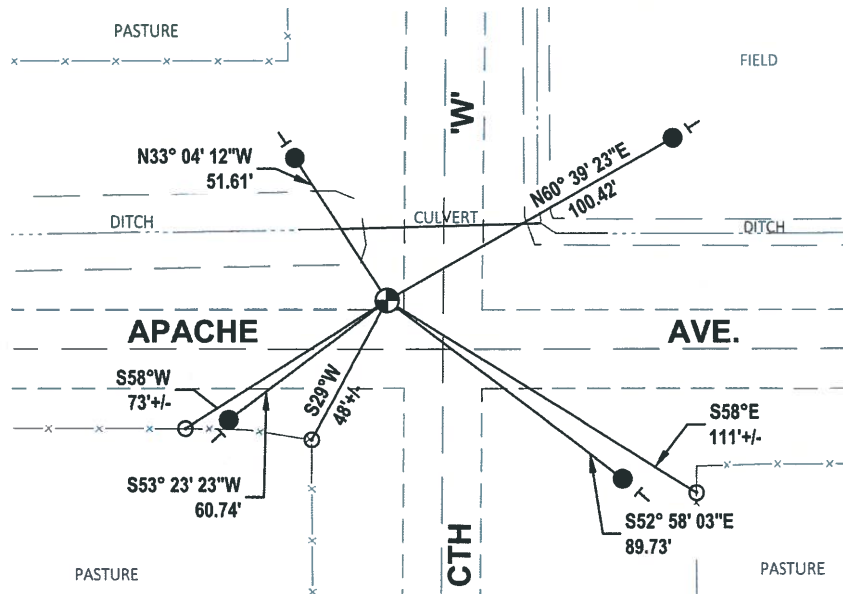 PASTURE
FIELD
'W'
N33° 04' 12"W
51.61'
N60° 39' 23"E
100.42'
DITCH
CULVERT
DITCH
APACHE
AVE.
S58°W
73'+/-
S29°W
48'+/-
S58°E
111'+/-
S53° 23' 23"W
60.74'
S52° 58' 03"E
89.73'
CTH
PASTURE
PASTURE